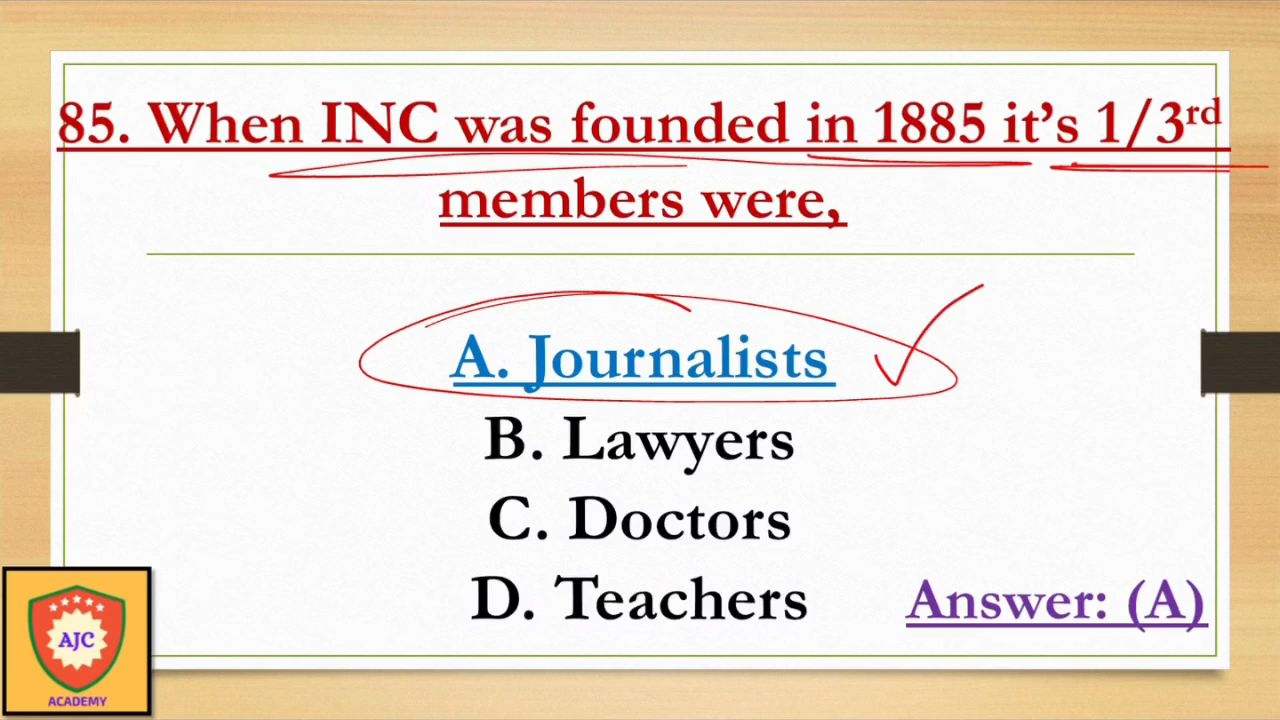 85. When INC was founded in 1885 it’s 1/3rd
members were,
A. Journalists
B. Lawyers
C. Doctors
D. Teachers
Answer: (A)
AJC
ACADEMY